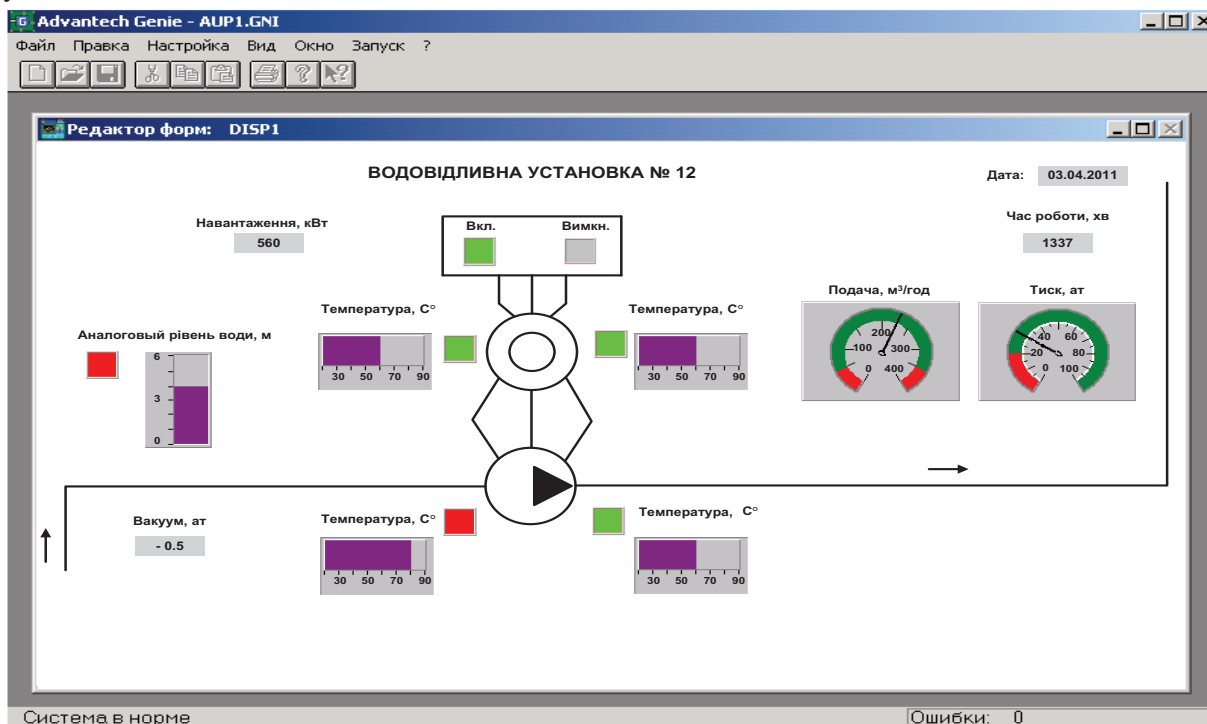 Advantech Genie - AUP1.GNI
Файл Правка Настройка Вид Окно Запуск ?
Редактор форм: DISP1
ВОДОВІДЛИВНА УСТАНОВКА № 12
Дата: 03.04.2011
Навантаження, кВт
560
Вкл. Вимкн.
Час роботи, хв
1337
Температура, С°
30 50 70 90
Температура, С°
30 50 70 90
Подача, м³/год
0 100 200 300 400
Тиск, ат
0 20 40 60 80 100
Аналоговый рівень води, м
6
3
0
Вакуум, ат
- 0.5
Температура, С°
30 50 70 90
Температура, С°
30 50 70 90
Система в норме
Ошибки: 0